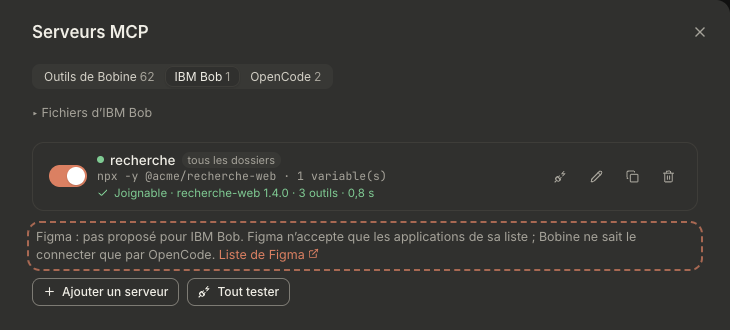 Serveurs MCP
Outils de Bobine 62 IBM Bob 1 OpenCode 2
▸ Fichiers d'IBM Bob
recherche tous les dossiers
npx -y @acme/recherche-web · 1 variable(s)
✓ Joignable · recherche-web 1.4.0 · 3 outils · 0,8 s
Figma : pas proposé pour IBM Bob. Figma n’accepte que les applications de sa liste ; Bobine ne sait le
connecter que par OpenCode. Liste de Figma
+ Ajouter un serveur Tout tester